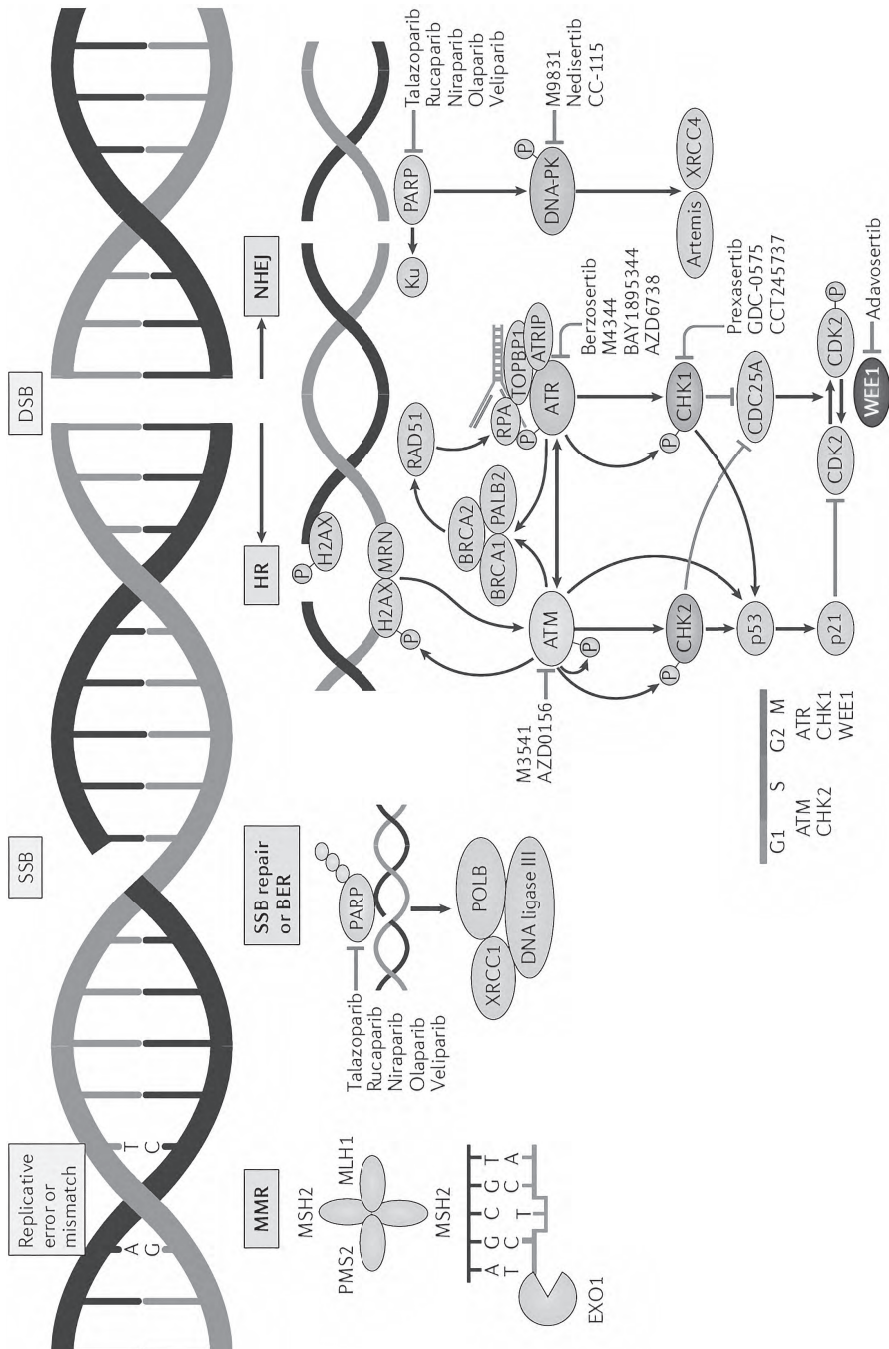 Replicative
error or
mismatch
SSB
DSB
A
G
T
C
MMR
SSB repair
or BER
HR
NHEJ
MSH2
PMS2
MLH1
MSH2
A G C G T
T C T C A
EXO1
PARP
Talazoparib
Rucaparib
Niraparib
Olaparib
Veliparib
XRCC1
POLB
DNA ligase III
P
H2AX
H2AX
MRN
P
RAD51
BRCA2
BRCA1
PALB2
RPA
TOPBP1
ATRIP
P
ATR
Berzosertib
M4344
BAY1895344
AZD6738
M3541
AZD0156
ATM
P
P
CHK2
P
CHK1
Prexasertib
GDC-0575
CCT245737
p53
CDC25A
p21
CDK2
CDK2
P
WEE1
Adavosertib
Ku
PARP
Talazoparib
Rucaparib
Niraparib
Olaparib
Veliparib
P
DNA-PK
M9831
Nedisertib
CC-115
Artemis
XRCC4
G1 S G2 M
ATM ATR
CHK2 CHK1
WEE1